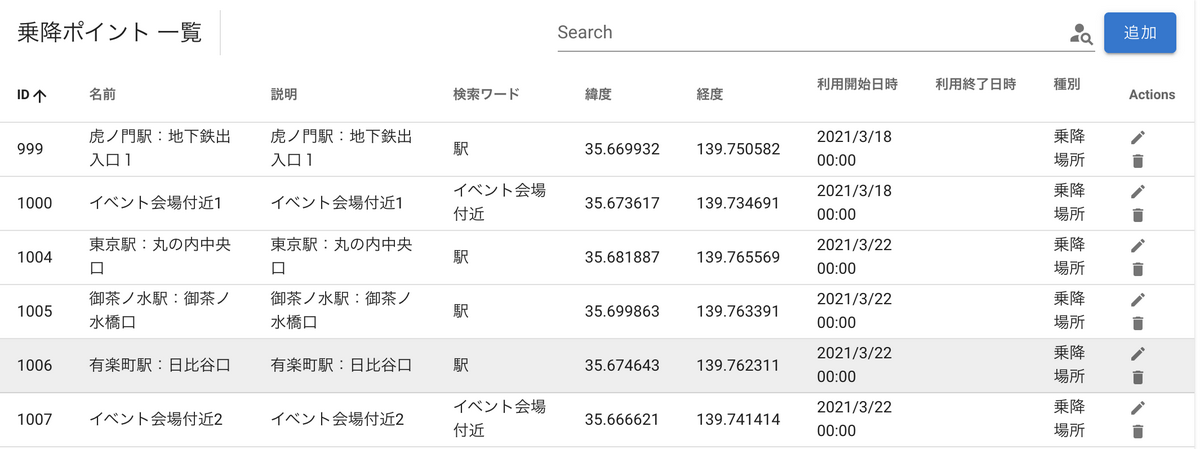 乗降ポイント 一覧
Search
追加
ID 名前 説明 検索ワード 緯度 経度 利用開始日時 利用終了日時 種別 Actions
999 虎ノ門駅：地下鉄出 虎ノ門駅：地下鉄出 駅 35.669932 139.750582 2021/3/18 乗降
入口１ 入口１ 00:00 場所
1000 イベント会場付近1 イベント会場付近1 イベント会場 35.673617 139.734691 2021/3/18 乗降
付近 00:00 場所
1004 東京駅：丸の内中央 東京駅：丸の内中央 駅 35.681887 139.765569 2021/3/22 乗降
口 口 00:00 場所
1005 御茶ノ水駅：御茶ノ 御茶ノ水駅：御茶ノ 駅 35.699863 139.763391 2021/3/22 乗降
水橋口 水橋口 00:00 場所
1006 有楽町駅：日比谷口 有楽町駅：日比谷口 駅 35.674643 139.762311 2021/3/22 乗降
00:00 場所
1007 イベント会場付近2 イベント会場付近2 イベント会場 35.666621 139.741414 2021/3/22 乗降
付近 00:00 場所